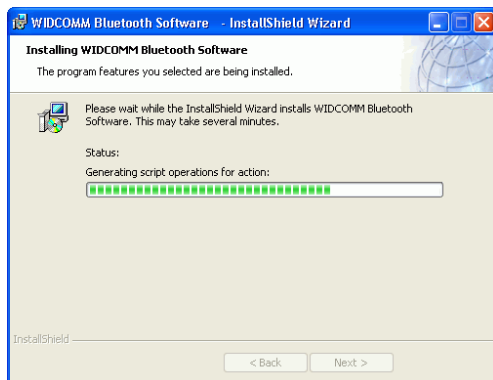 WIDCOMM Bluetooth Software - InstallShield Wizard
Installing WIDCOMM Bluetooth Software
The program features you selected are being installed.
Please wait while the InstallShield Wizard installs WIDCOMM Bluetooth
Software. This may take several minutes.
Status:
Generating script operations for action:
InstallShield
< Back Next >